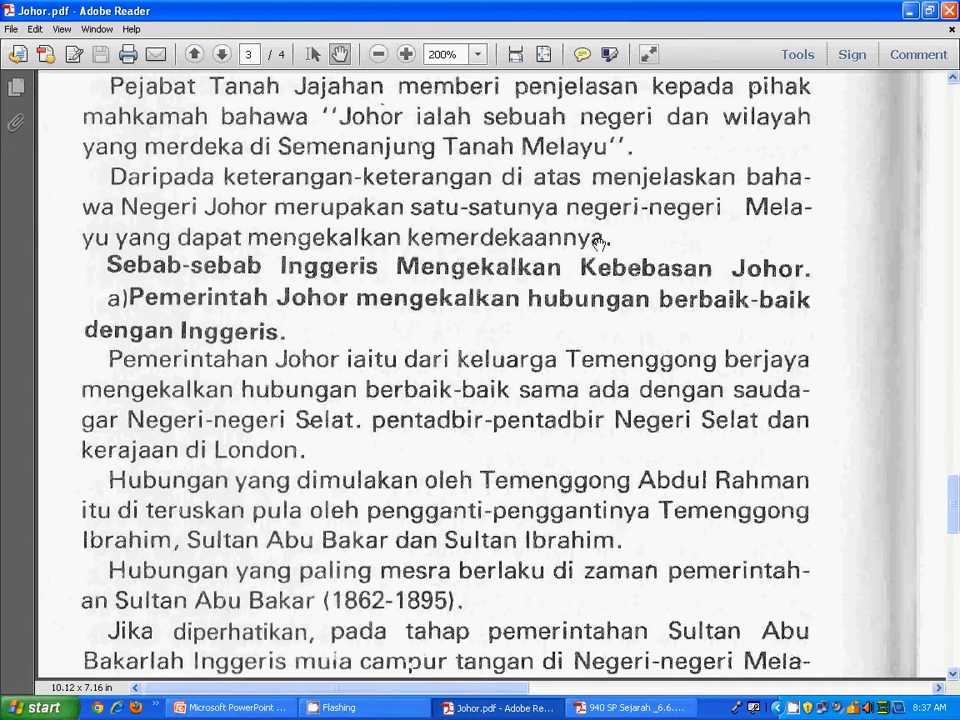 Johor.pdf - Adobe Reader
File Edit View Window Help
3 / 4 200% Tools Sign Comment
Pejabat Tanah Jajahan memberi penjelasan kepada pihak
mahkamah bahawa ''Johor ialah sebuah negeri dan wilayah
yang merdeka di Semenanjung Tanah Melayu''.
Daripada keterangan-keterangan di atas menjelaskan baha-
wa Negeri Johor merupakan satu-satunya negeri-negeri Mela-
yu yang dapat mengekalkan kemerdekaannya.
Sebab-sebab Inggeris Mengekalkan Kebebasan Johor.
a)Pemerintah Johor mengekalkan hubungan berbaik-baik
dengan Inggeris.
Pemerintahan Johor iaitu dari keluarga Temenggong berjaya
mengekalkan hubungan berbaik-baik sama ada dengan sauda-
gar Negeri-negeri Selat. pentadbir-pentadbir Negeri Selat dan
kerajaan di London.
Hubungan yang dimulakan oleh Temenggong Abdul Rahman
itu di teruskan pula oleh pengganti-penggantinya Temenggong
Ibrahim, Sultan Abu Bakar dan Sultan Ibrahim.
Hubungan yang paling mesra berlaku di zaman pemerintah-
an Sultan Abu Bakar (1862-1895).
Jika diperhatikan, pada tahap pemerintahan Sultan Abu
Bakarlah Inggeris mula campur tangan di Negeri-negeri Mela-
10.12 x 7.16 in
start Microsoft PowerPoint ... Flashing Johor.pdf - Adobe Re... 940 SP Sejarah _6.6.... 8:37 AM